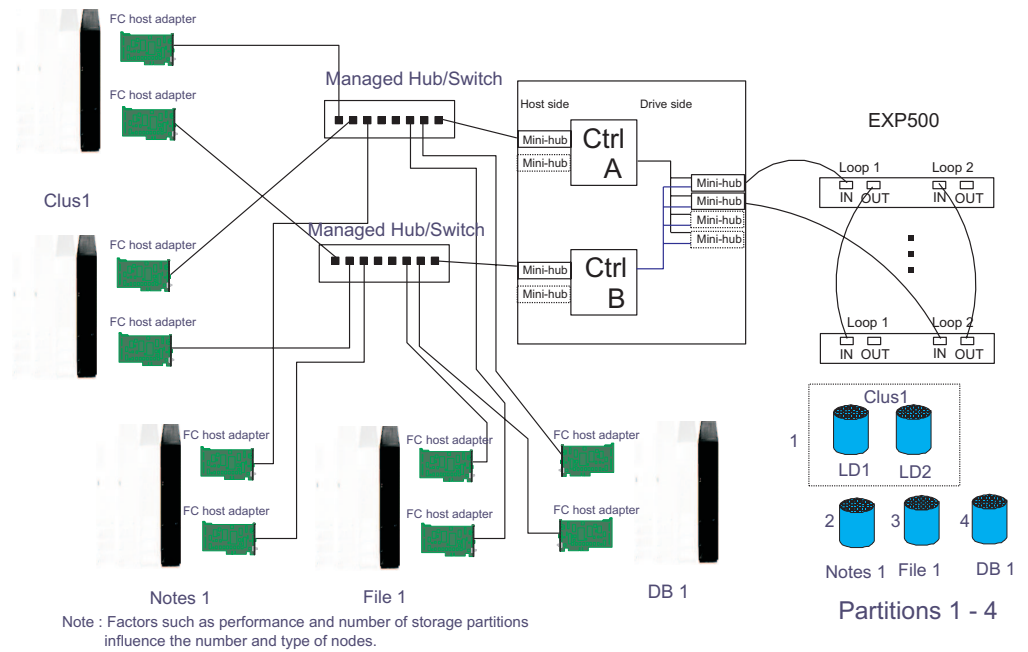 FC host adapter
Managed Hub/Switch
FC host adapter
Clus1
Host side
Drive side
Mini-hub
Mini-hub
Ctrl
A
Mini-hub
Mini-hub
Mini-hub
Mini-hub
EXP500
Loop 1
Loop 2
IN OUT
IN OUT
FC host adapter
Managed Hub/Switch
Mini-hub
Mini-hub
Ctrl
B
FC host adapter
Loop 1
Loop 2
IN OUT
IN OUT
Clus1
1
LD1
LD2
FC host adapter
FC host adapter
FC host adapter
FC host adapter
FC host adapter
FC host adapter
2
3
4
Notes 1
File 1
DB 1
Notes 1
File 1
DB 1
Partitions 1 - 4
Note : Factors such as performance and number of storage partitions
influence the number and type of nodes.